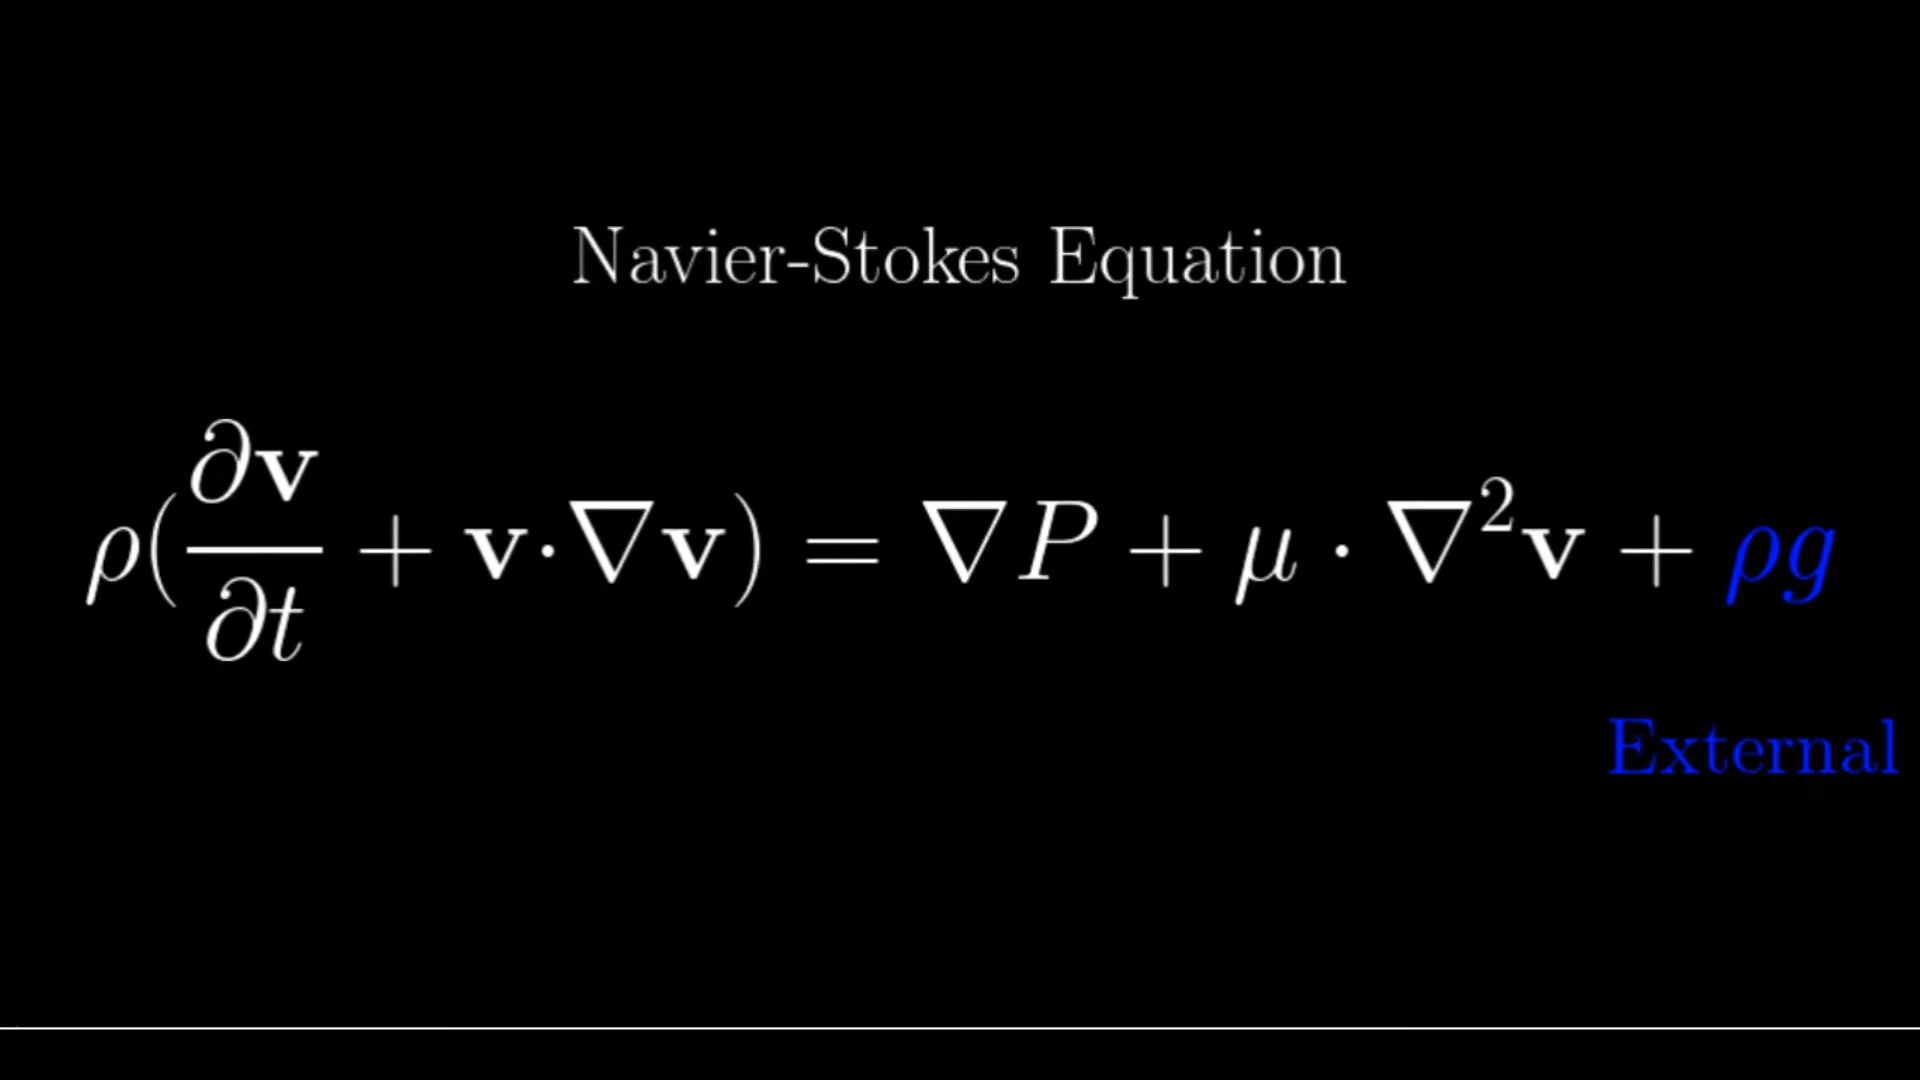 Navier-Stokes Equation
ρ(∂𝐯/∂t + 𝐯·∇𝐯) = ∇P + μ · ∇²𝐯 + ρg
External